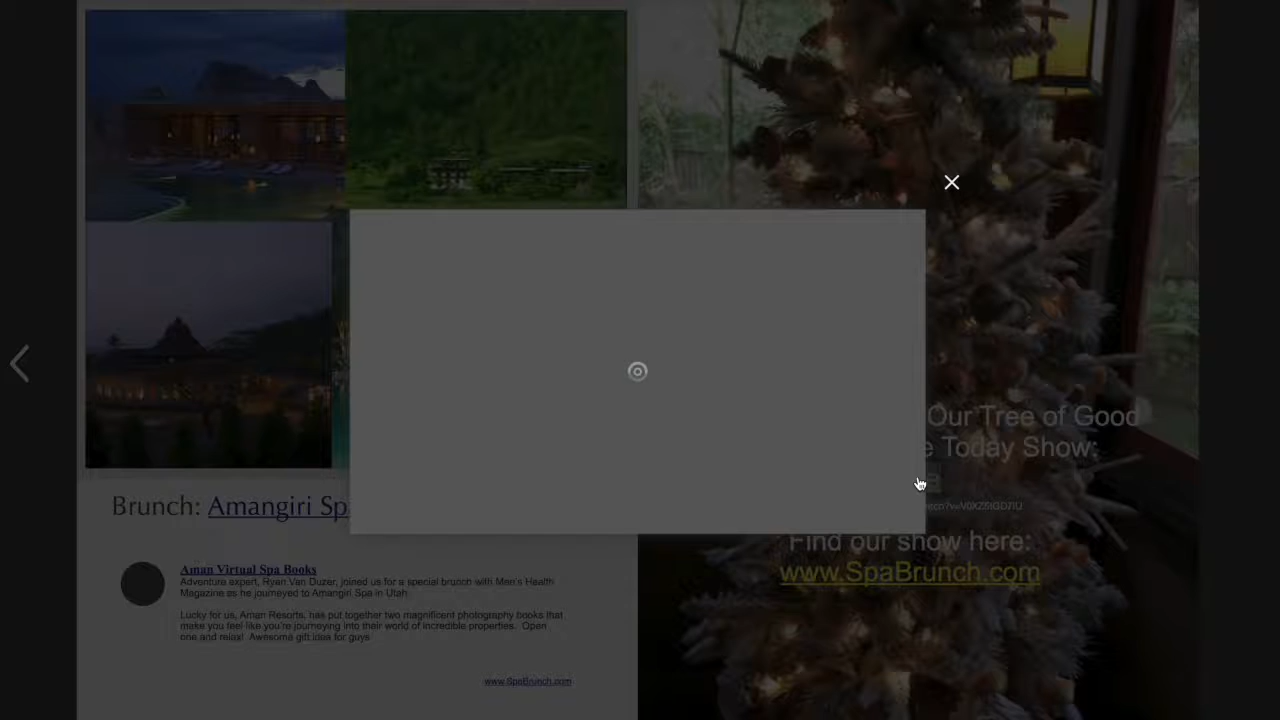 Our Tree of Good
e Today Show:
Find our show here:
www.SpaBrunch.com
Brunch: Amangiri Sp
Aman Virtual Spa Books
Adventure expert, Ryan Van Duzer, joined us for a special brunch with Men's Health
Magazine as he journeyed to Amangiri Spa in Utah.
Lucky for us, Aman Resorts, has put together two magnificent photography books that
make you feel like you're journeying into their world of incredible properties. Open
one and relax! Awesome gift idea for guys
www.SpaBrunch.com